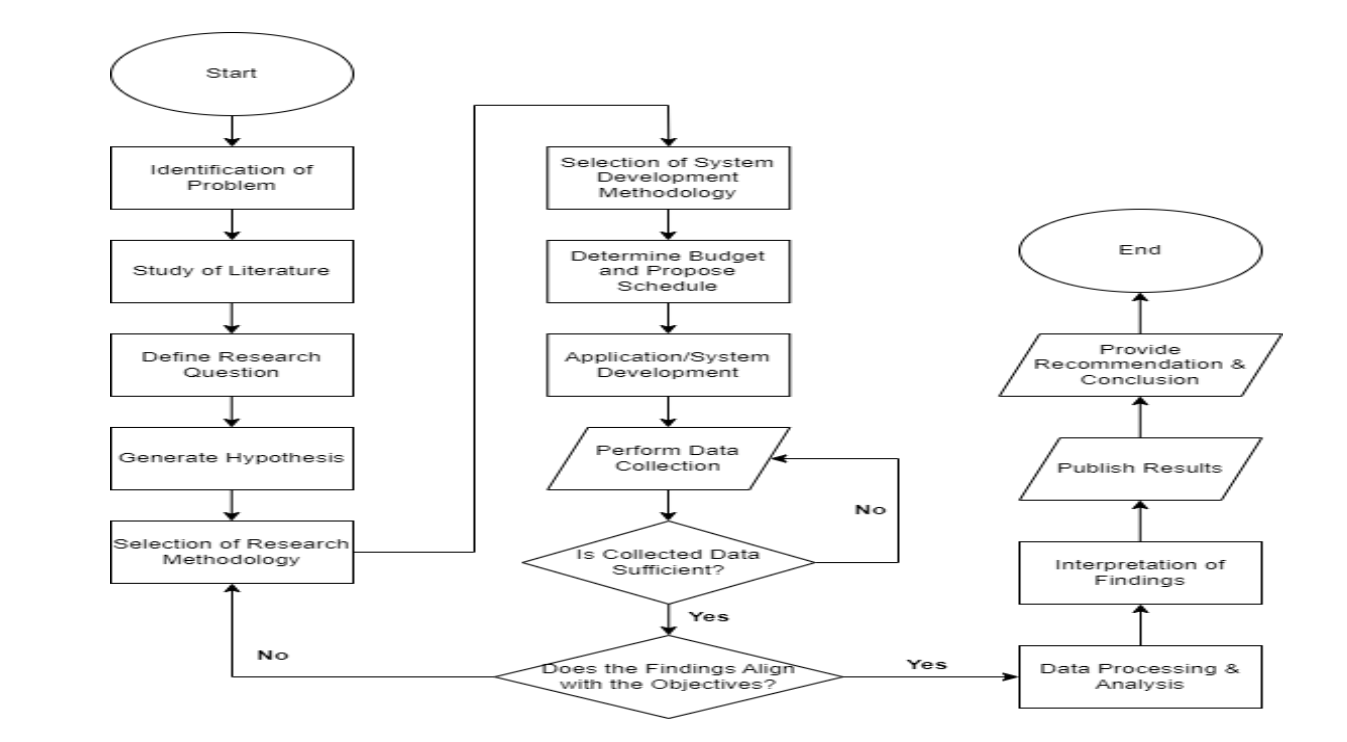 Start
Identification of
Problem
Study of Literature
Define Research
Question
Generate Hypothesis
Selection of Research
Methodology
Selection of System
Development
Methodology
Determine Budget
and Propose
Schedule
Application/System
Development
Perform Data
Collection
No
Is Collected Data
Sufficient?
Yes
Does the Findings Align
with the Objectives?
No
Yes
Data Processing &
Analysis
Interpretation of
Findings
Publish Results
Provide
Recommendation &
Conclusion
End